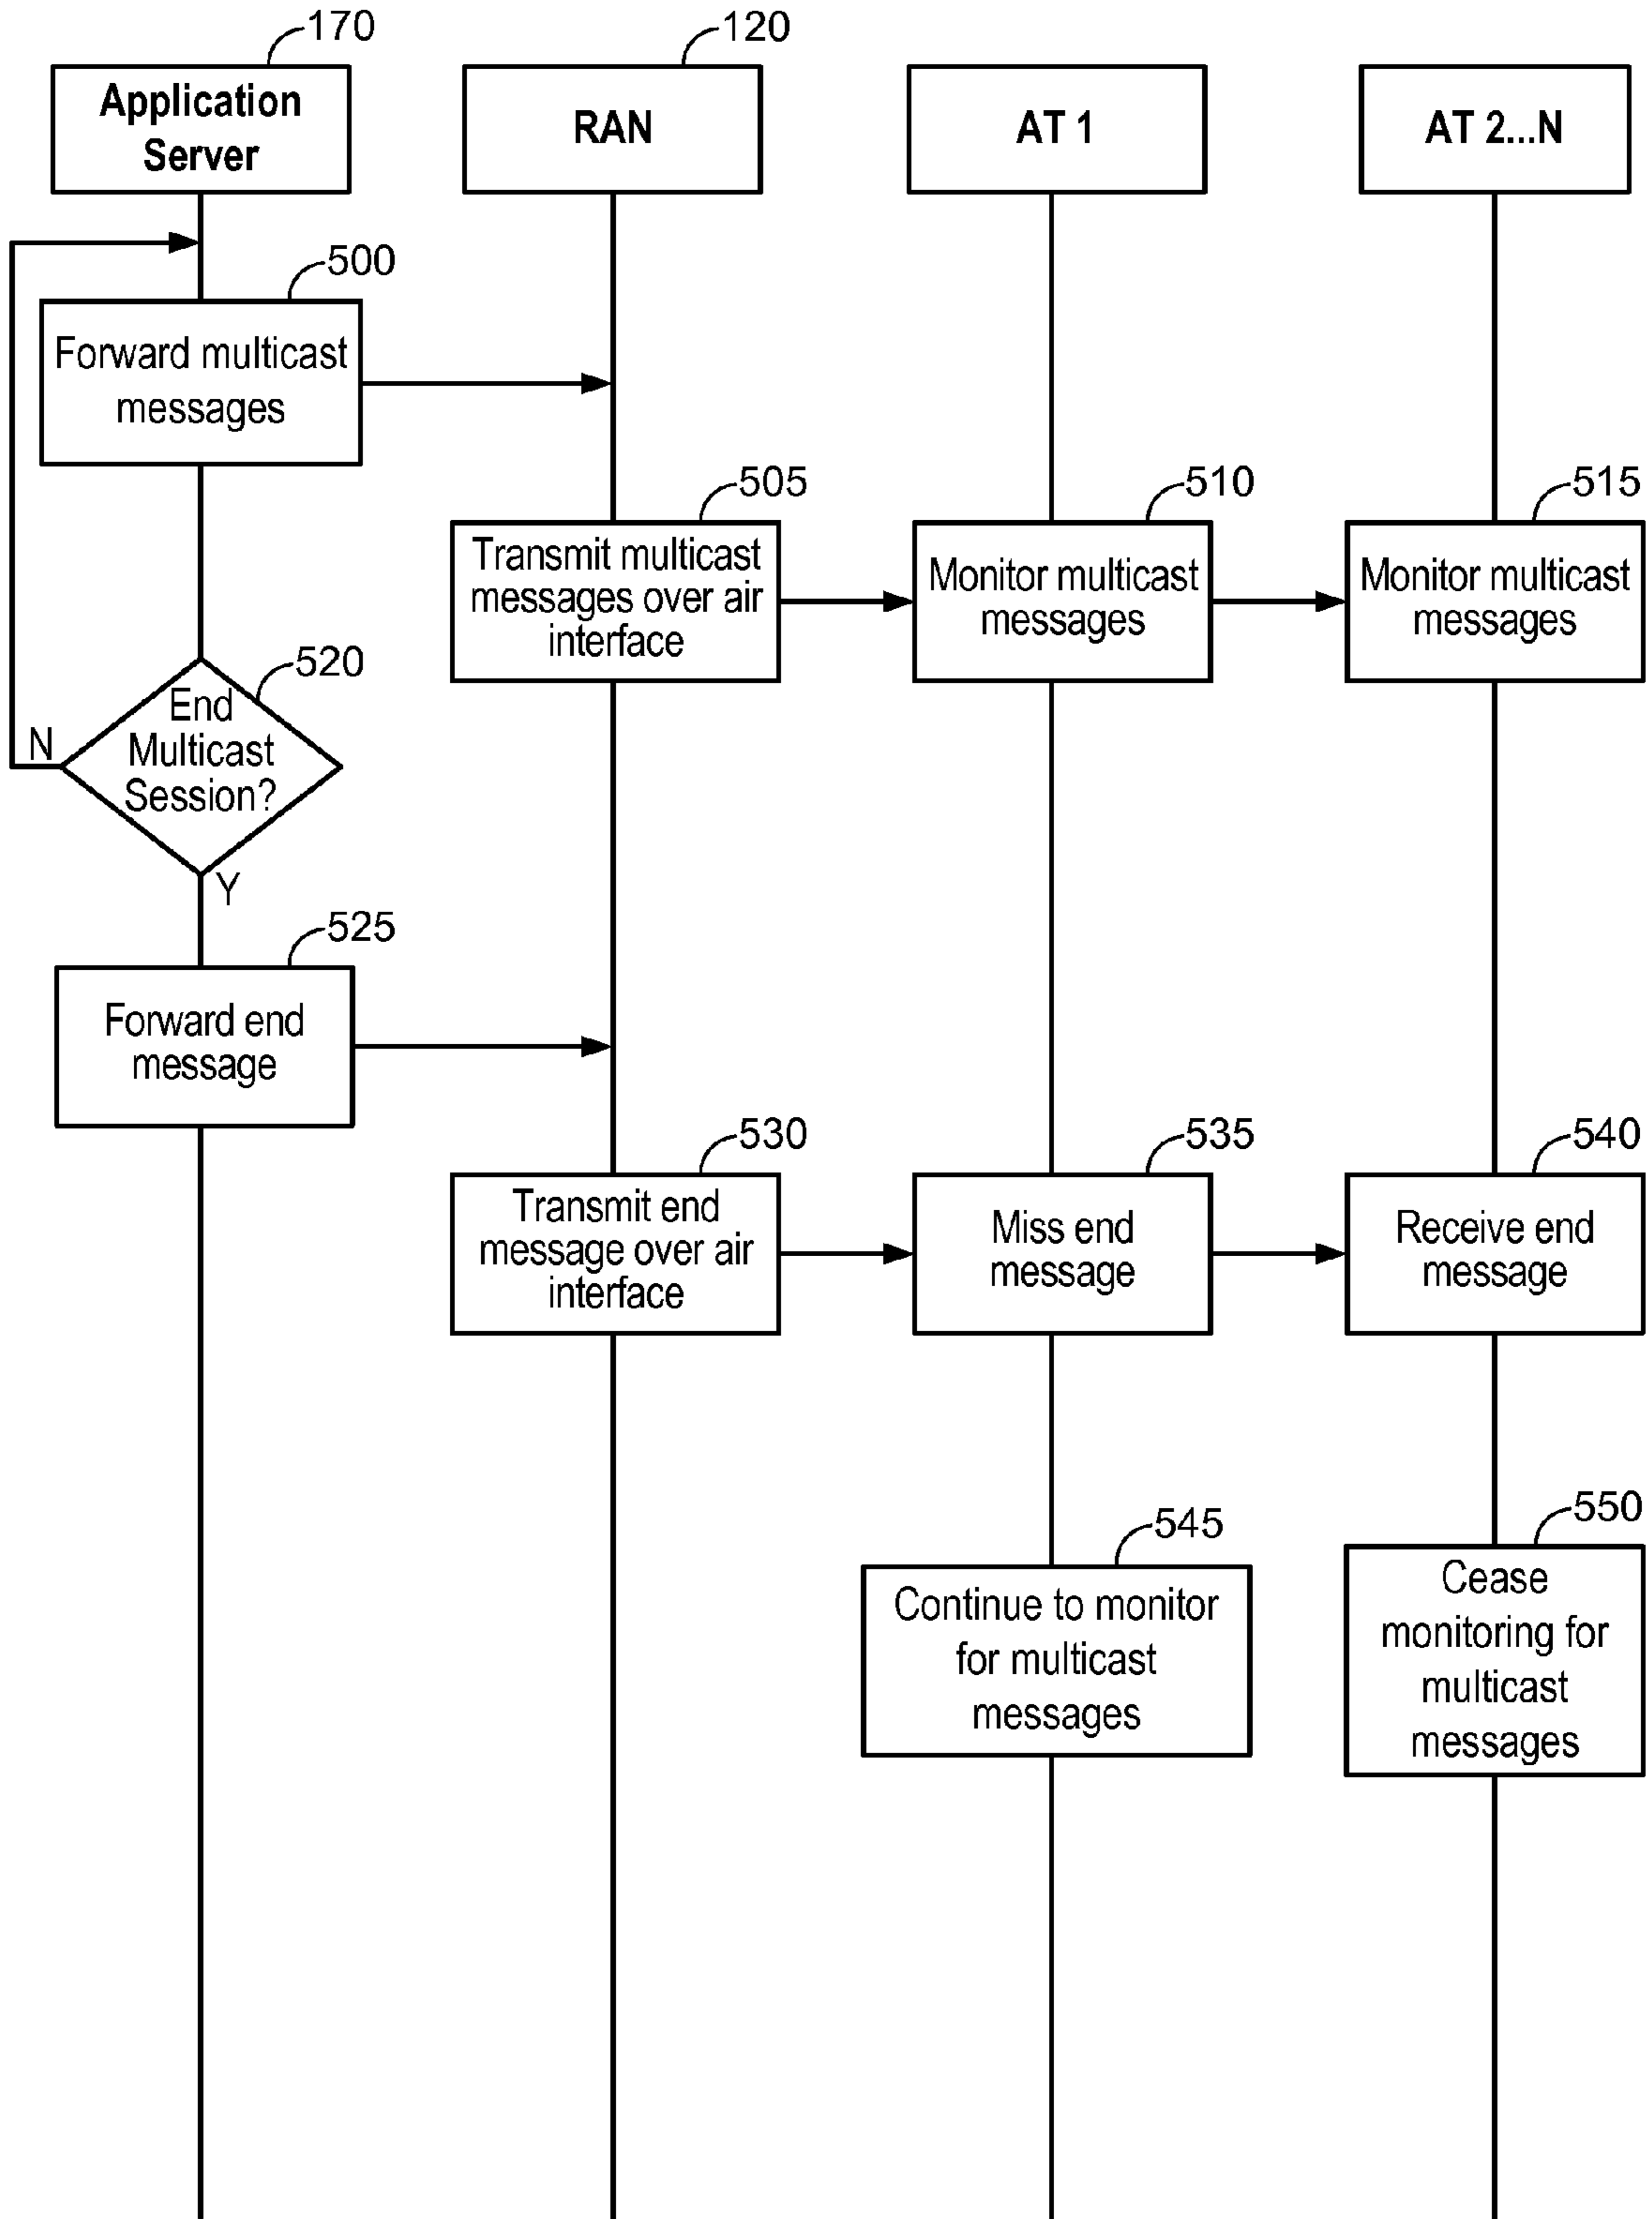 170
120
Application
Server
RAN
AT 1
AT 2...N
500
Forward multicast
messages
505
510
515
Transmit multicast
messages over air
interface
Monitor multicast
messages
Monitor multicast
messages
520
End
Multicast
Session?
N
Y
525
Forward end
message
530
535
540
Transmit end
message over air
interface
Miss end
message
Receive end
message
545
550
Continue to monitor
for multicast
messages
Cease
monitoring for
multicast
messages